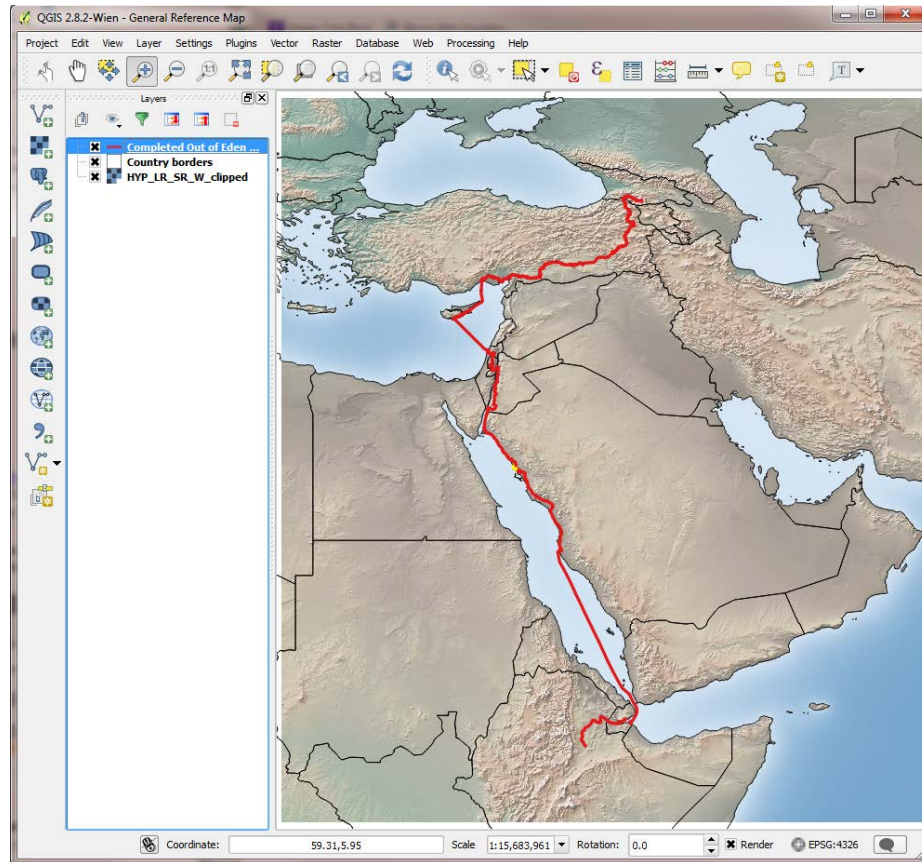 QGIS 2.8.2-Wien - General Reference Map
Project Edit View Layer Settings Plugins Vector Raster Database Web Processing Help
Layers
Completed Out of Eden ...
Country borders
HYP_LR_SR_W_clipped
Coordinate: 59.31,5.95 Scale 1:15,683,961 Rotation: 0.0 Render EPSG:4326